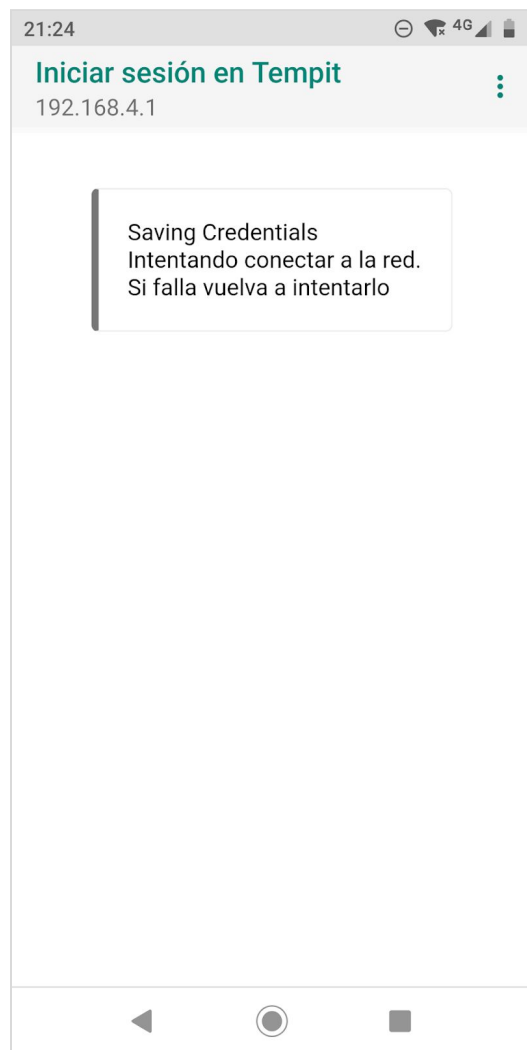 21:24
4G
Iniciar sesión en Tempit
192.168.4.1
Saving Credentials
Intentando conectar a la red.
Si falla vuelva a intentarlo